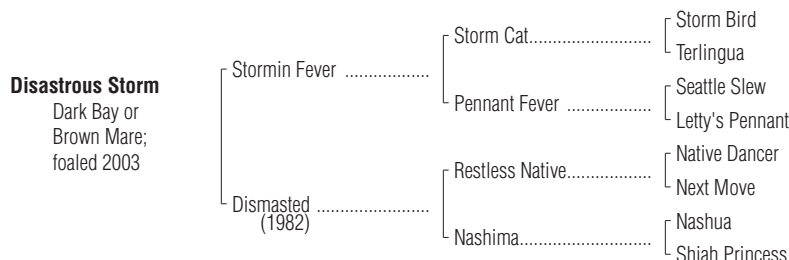 Disastrous Storm
Dark Bay or
Brown Mare;
foaled 2003
Stormin Fever ..................
Dismasted ........................
(1982)
Storm Cat..........................
Pennant Fever ..................
Restless Native..................
Nashima............................
Storm Bird
Terlingua
Seattle Slew
Letty's Pennant
Native Dancer
Next Move
Nashua
Shiah Princess